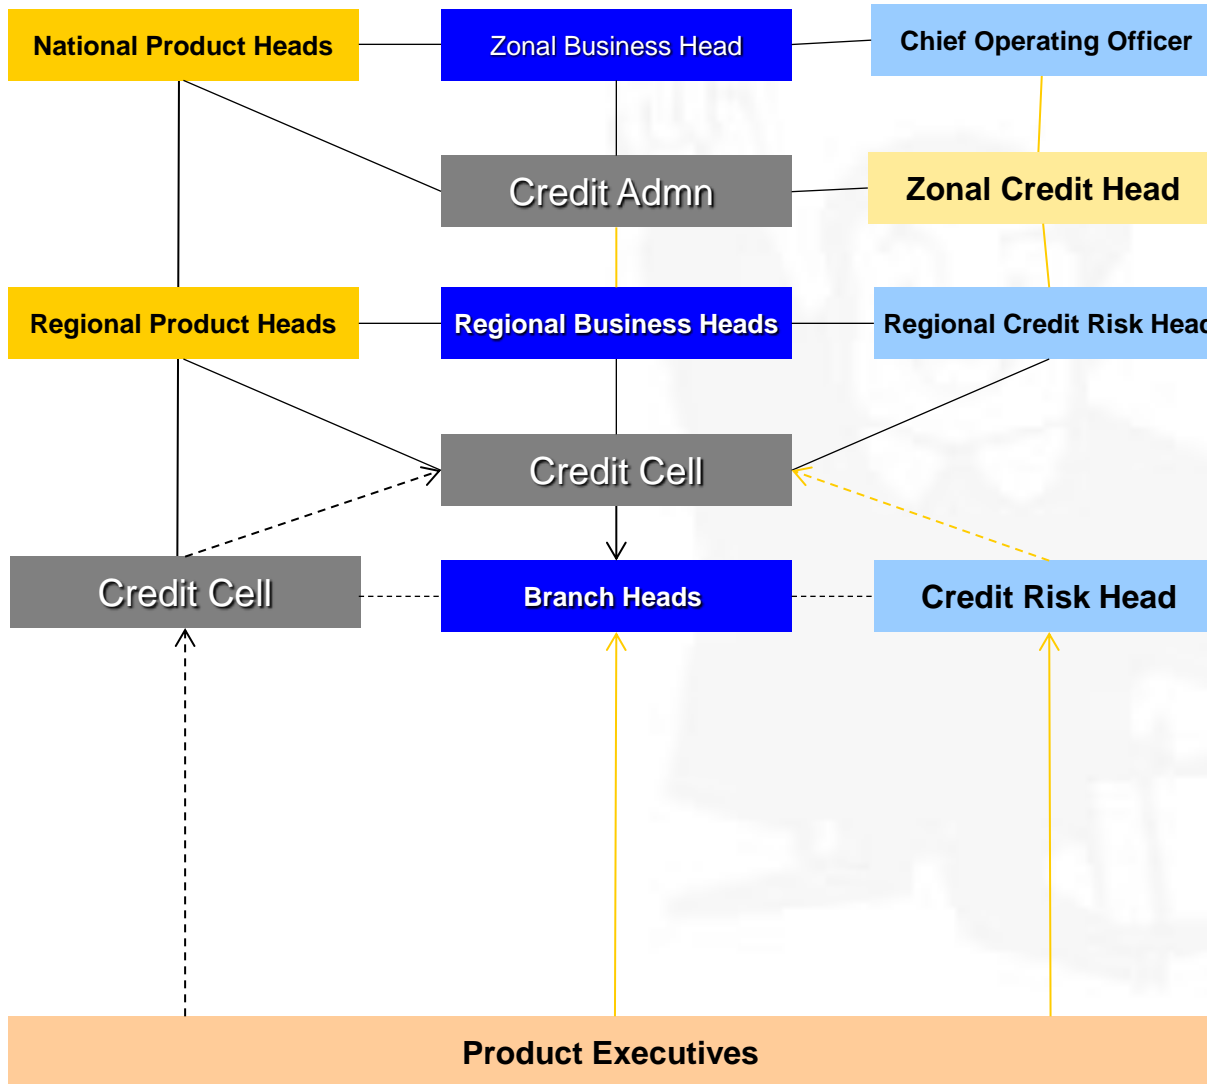 National Product Heads
Zonal Business Head
Chief Operating Officer
Credit Admn
Zonal Credit Head
Regional Product Heads
Regional Business Heads
Regional Credit Risk Head
Credit Cell
Credit Cell
Branch Heads
Credit Risk Head
Product Executives